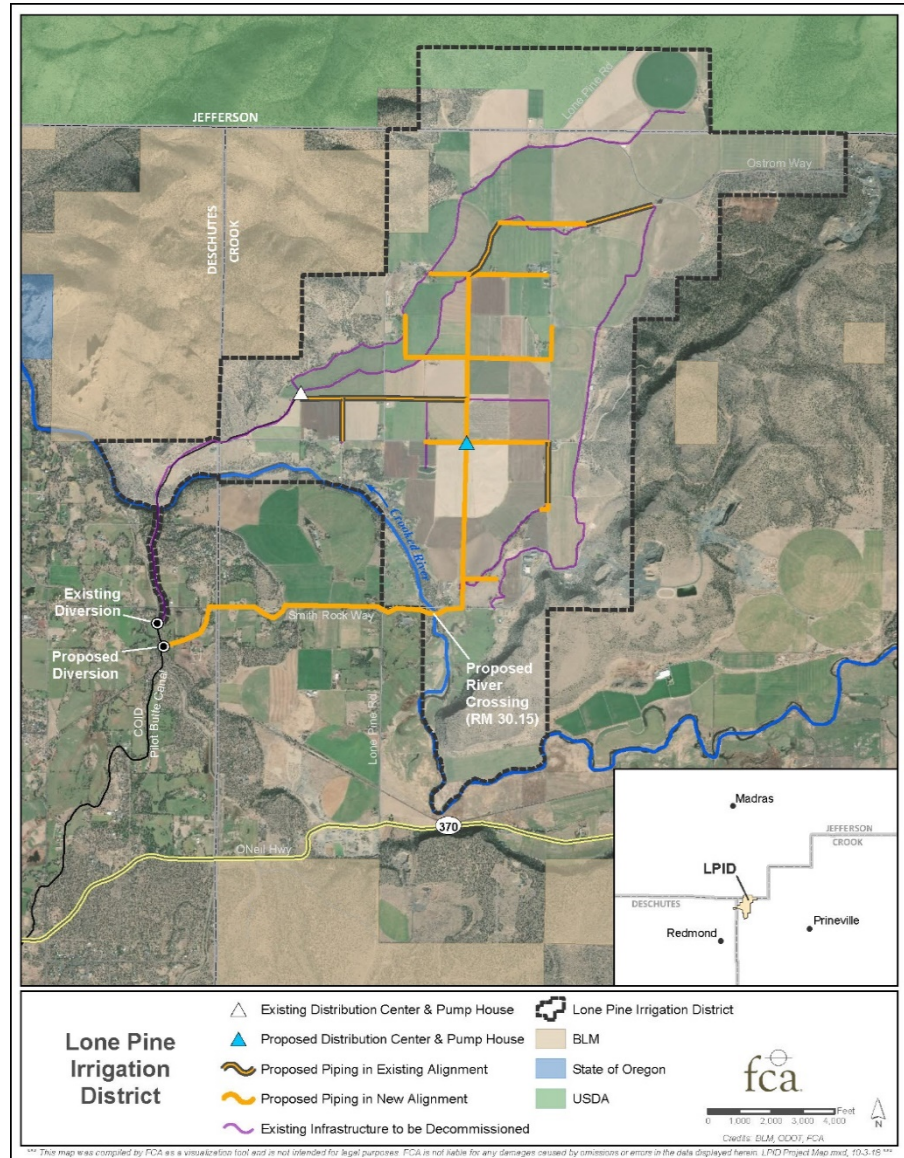 Lone Pine Rd
JEFFERSON
Ostrom Way
DESCHUTES
CROOK
Crooked River
Existing
Diversion
Smith Rock Way
Proposed
Diversion
Proposed
River
Crossing
(RM 30.15)
COID
Pilot Butte Canal
Lone Pine Rd
370
ONeil Hwy
Madras
JEFFERSON
CROOK
LPID
DESCHUTES
Redmond
Prineville
Lone Pine
Irrigation
District
Existing Distribution Center & Pump House
Proposed Distribution Center & Pump House
Proposed Piping in Existing Alignment
Proposed Piping in New Alignment
Existing Infrastructure to be Decommissioned
Lone Pine Irrigation District
BLM
State of Oregon
USDA
fca
Feet
0 1,000 2,000 3,000 4,000
N
Credits: BLM, ODOT, FCA
*** This map was compiled by FCA as a visualization tool and is not intended for legal purposes. FCA is not liable for any damages caused by omissions or errors in the data displayed herein. LPID Project Map.mxd, 10-3-18 ***